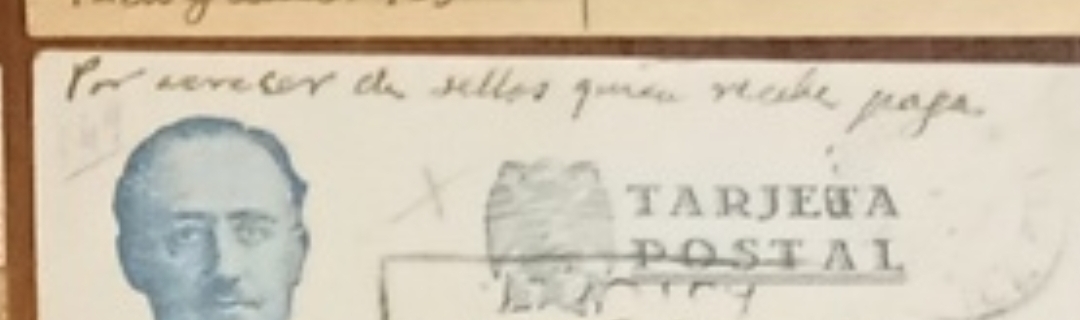 Por carecer de sellos quien recibe paga.
TARJETA
POSTAL